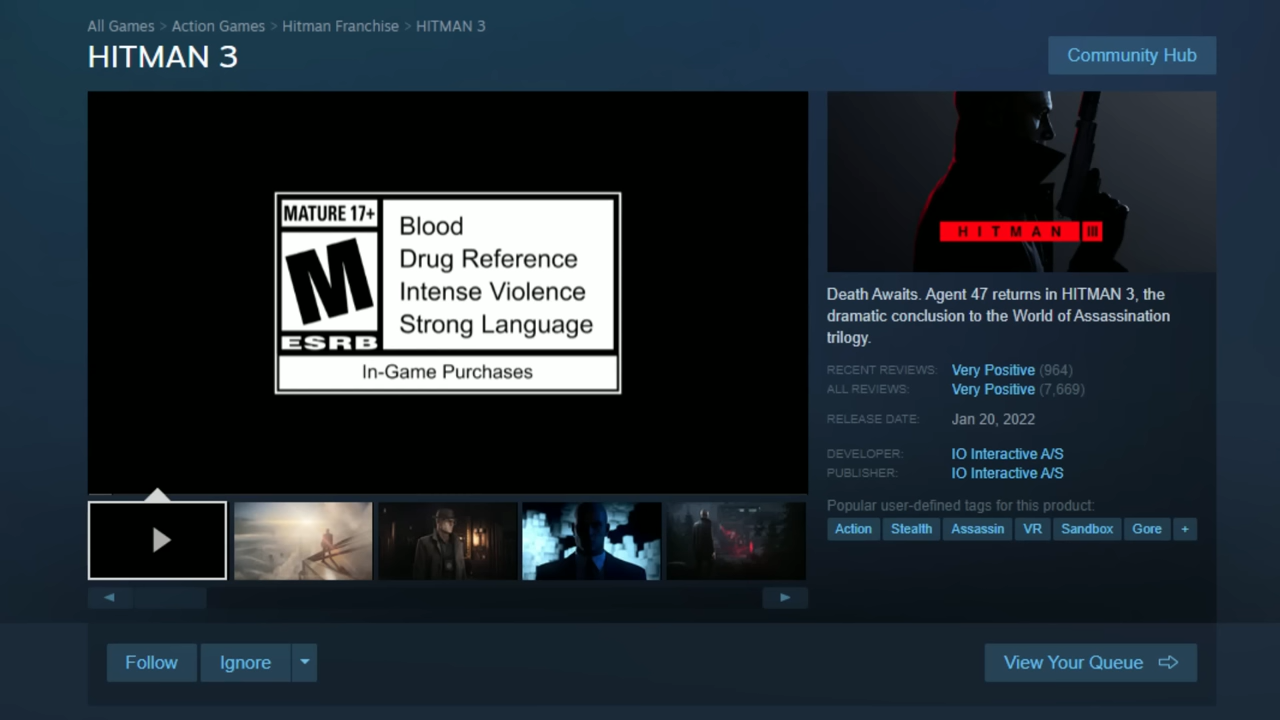 All Games > Action Games > Hitman Franchise > HITMAN 3
HITMAN 3
Community Hub
MATURE 17+
M
ESRB
Blood
Drug Reference
Intense Violence
Strong Language
In-Game Purchases
HITMAN III
Death Awaits. Agent 47 returns in HITMAN 3, the
dramatic conclusion to the World of Assassination
trilogy.
RECENT REVIEWS: Very Positive (964)
ALL REVIEWS: Very Positive (7,669)
RELEASE DATE: Jan 20, 2022
DEVELOPER: IO Interactive A/S
PUBLISHER: IO Interactive A/S
Popular user-defined tags for this product:
Action Stealth Assassin VR Sandbox Gore +
Follow Ignore
View Your Queue